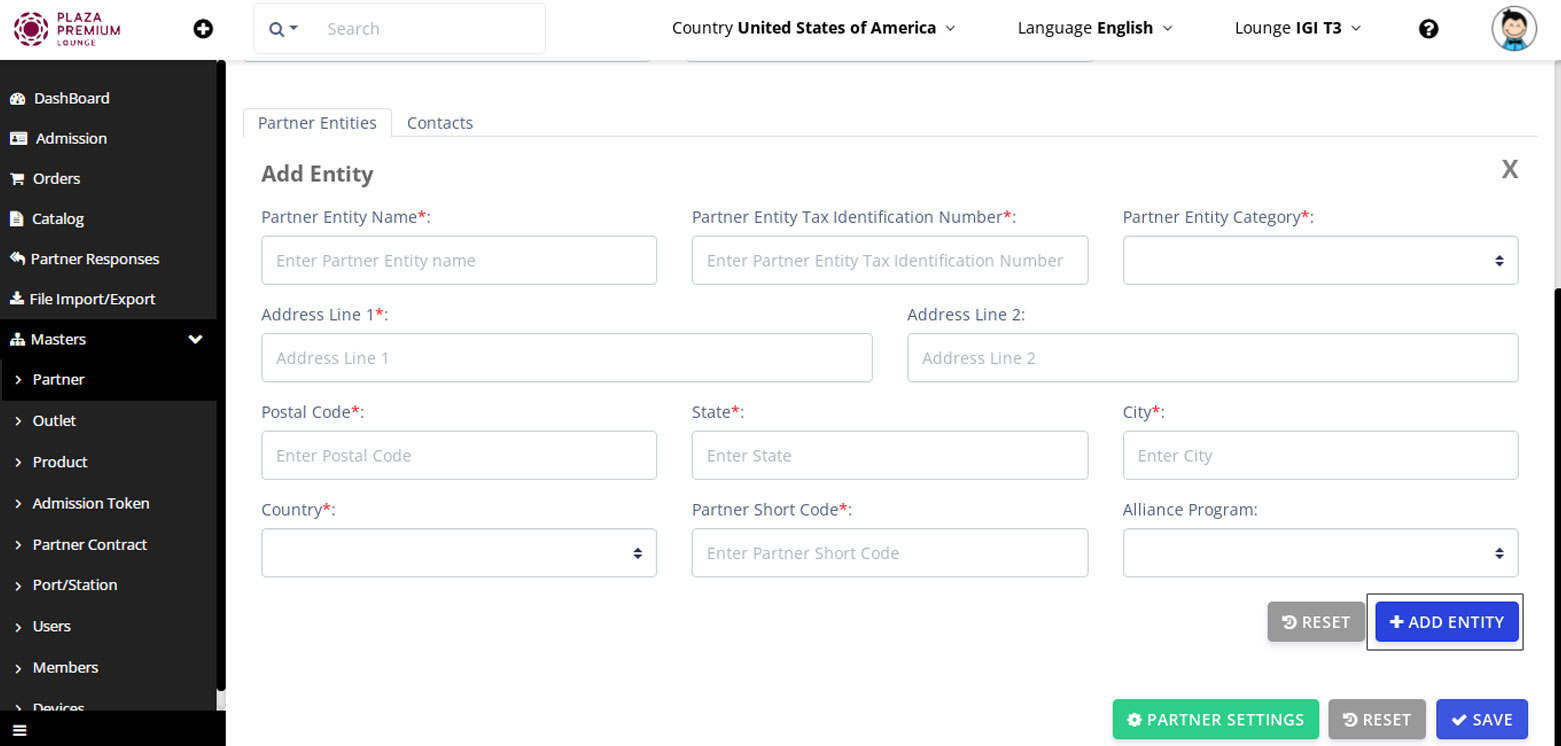 PLAZA
PREMIUM
LOUNGE
Search
Country United States of America
Language English
Lounge IGI T3
DashBoard
Admission
Orders
Catalog
Partner Responses
File Import/Export
Masters
Partner
Outlet
Product
Admission Token
Partner Contract
Port/Station
Users
Members
Devices
Partner Entities
Contacts
Add Entity
X
Partner Entity Name*:
Partner Entity Tax Identification Number*:
Partner Entity Category*:
Enter Partner Entity name
Enter Partner Entity Tax Identification Number
Address Line 1*:
Address Line 2:
Address Line 1
Address Line 2
Postal Code*:
State*:
City*:
Enter Postal Code
Enter State
Enter City
Country*:
Partner Short Code*:
Alliance Program:
Enter Partner Short Code
RESET
ADD ENTITY
PARTNER SETTINGS
RESET
SAVE